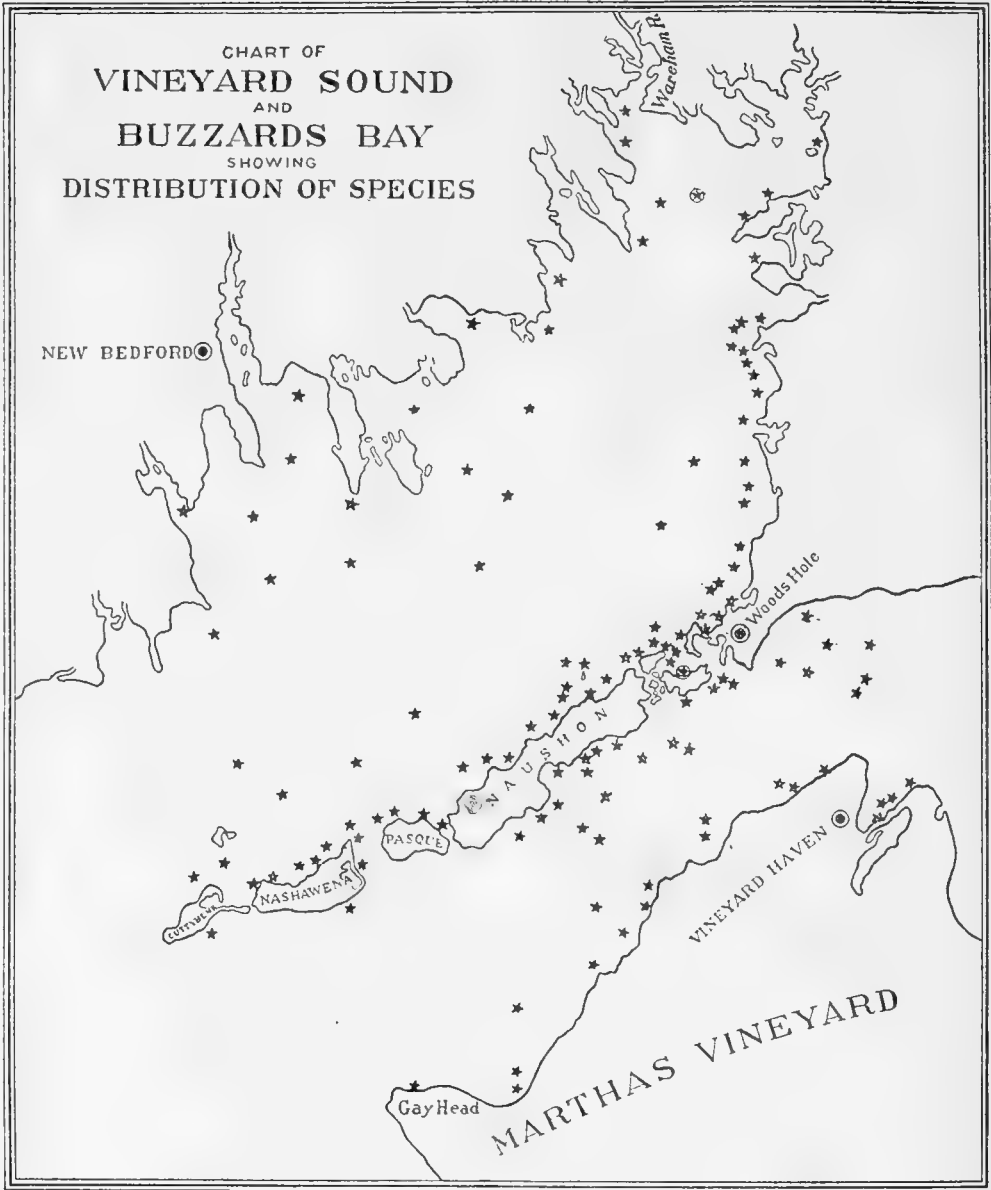 CHART OF
VINEYARD SOUND
AND
BUZZARDS BAY
SHOWING
DISTRIBUTION OF SPECIES
Wareham R.
NEW BEDFORD
Woods Hole
NAUSHON
PASQUE
NASHAWENA
CUTTYHUNK
VINEYARD HAVEN
MARTHAS VINEYARD
Gay Head